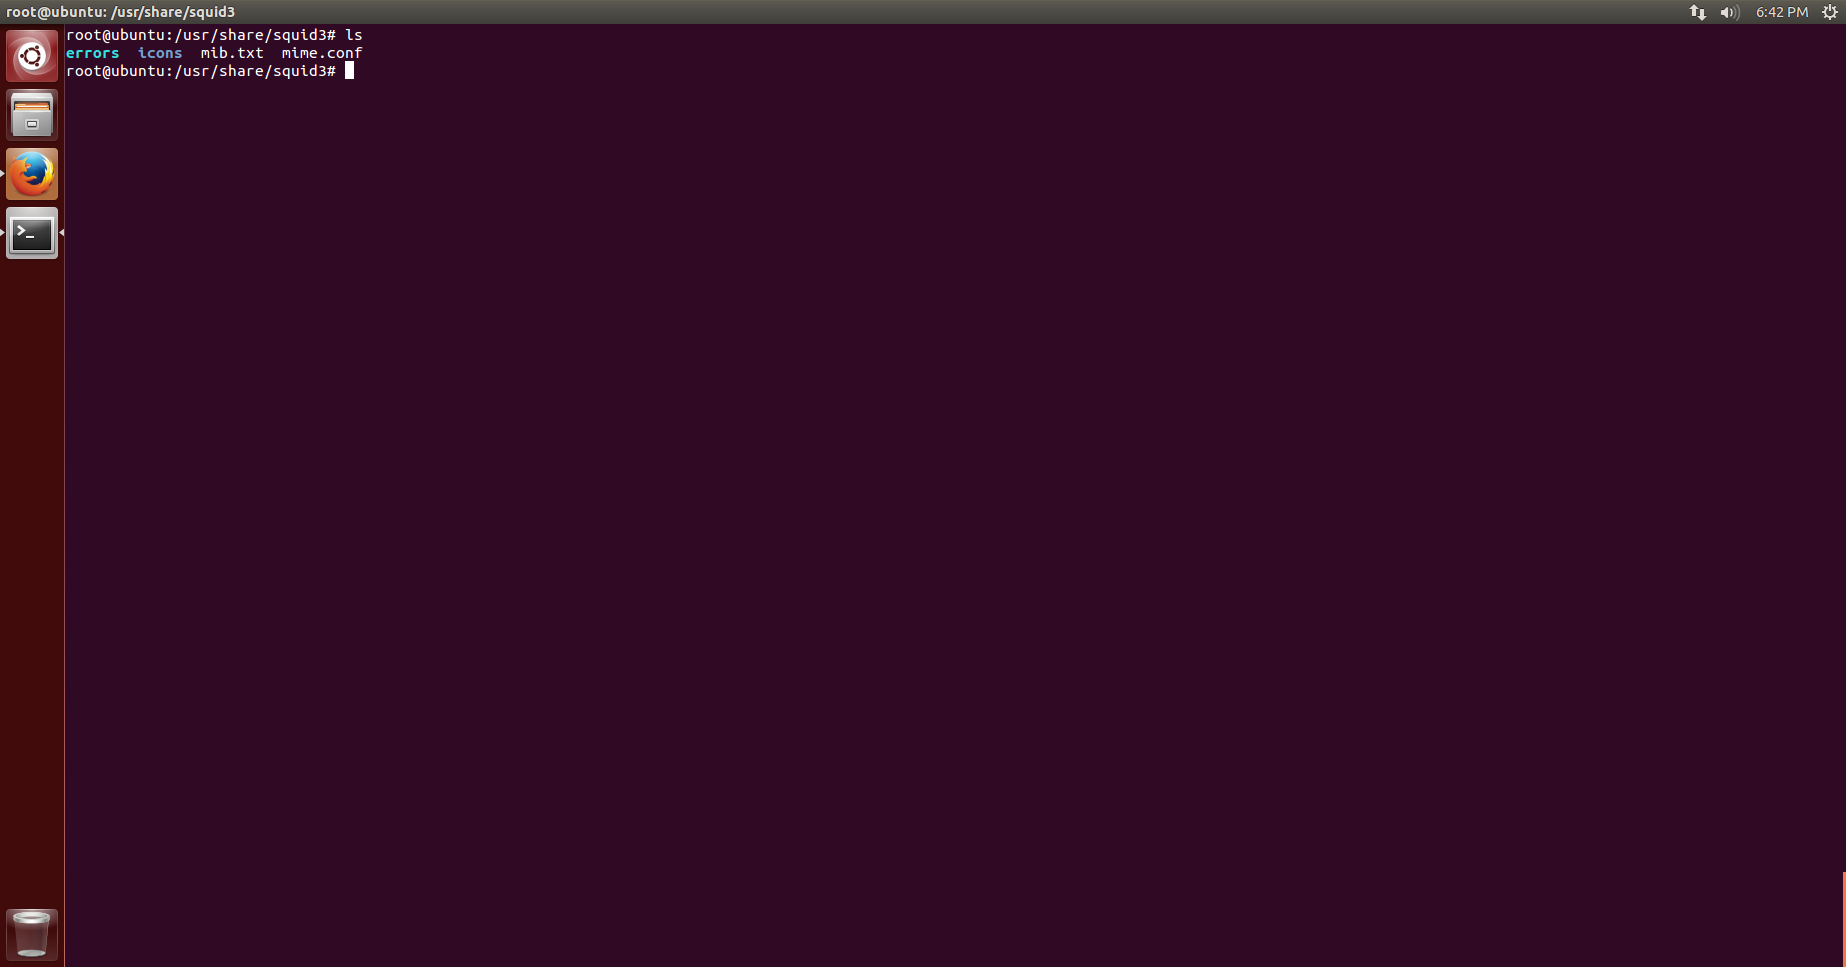 root@ubuntu: /usr/share/squid3
6:42 PM
root@ubuntu:/usr/share/squid3# ls
errors  icons  mib.txt  mime.conf
root@ubuntu:/usr/share/squid3#
>_